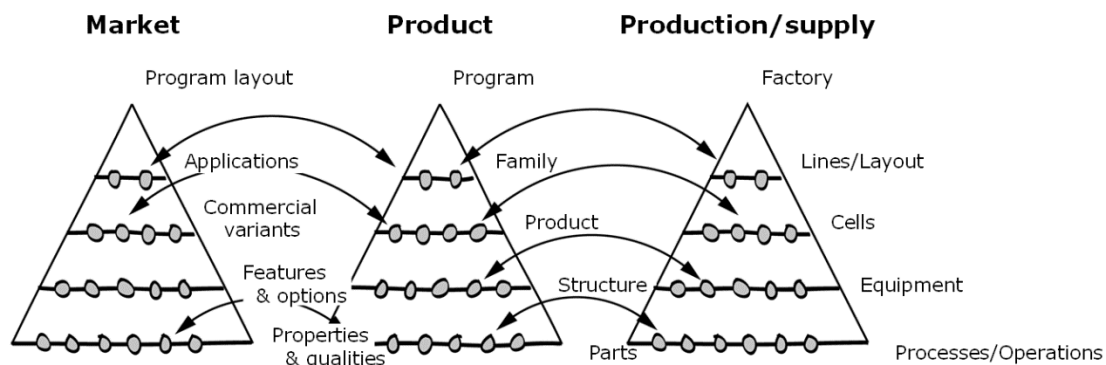 Market
Product
Production/supply
Program layout
Program
Factory
Applications
Family
Lines/Layout
Commercial
variants
Product
Cells
Features
& options
Structure
Equipment
Properties
& qualities
Parts
Processes/Operations